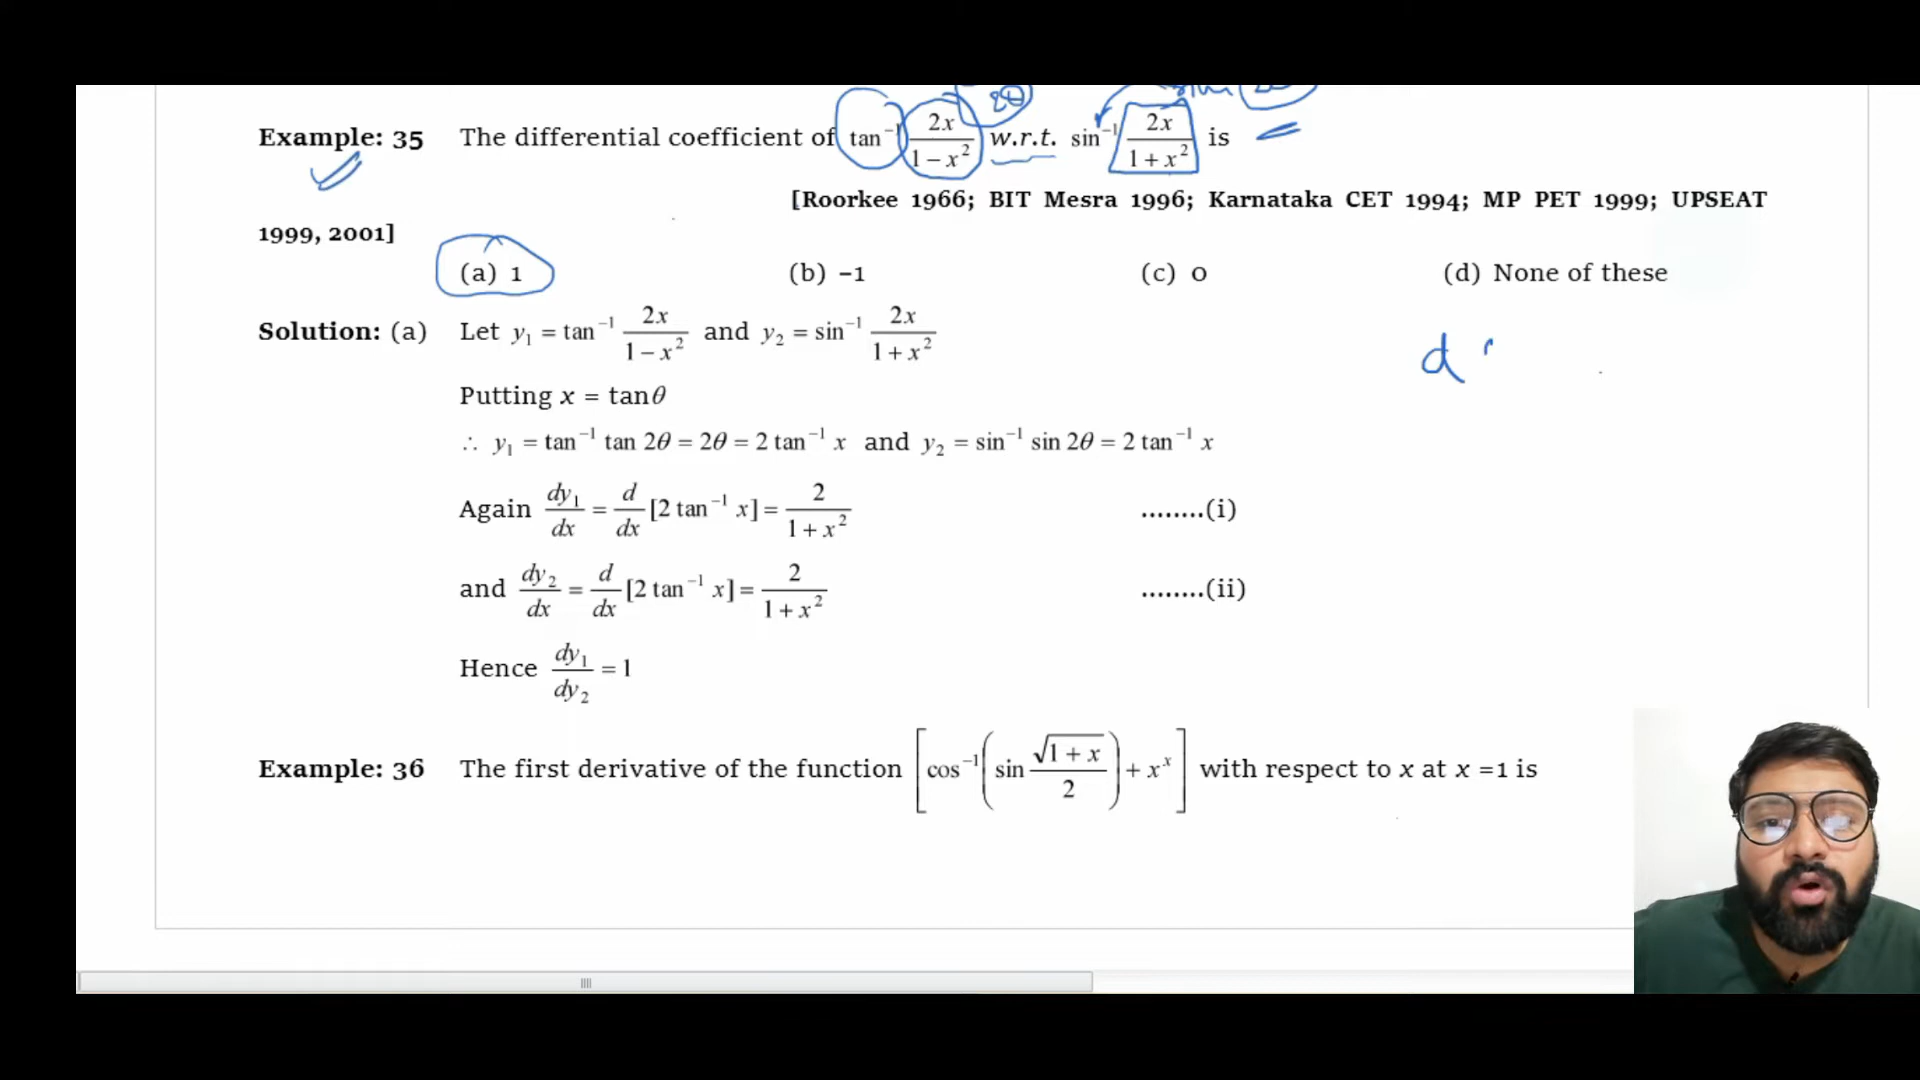 Example: 35 The differential coefficient of tan⁻¹ 2x/(1 − x²) w.r.t. sin⁻¹ 2x/(1 + x²) is
[Roorkee 1966; BIT Mesra 1996; Karnataka CET 1994; MP PET 1999; UPSEAT
1999, 2001]
(a) 1 (b) −1 (c) 0 (d) None of these
Solution: (a) Let y₁ = tan⁻¹ 2x/(1 − x²) and y₂ = sin⁻¹ 2x/(1 + x²)
d
Putting x = tanθ
∴ y₁ = tan⁻¹ tan 2θ = 2θ = 2 tan⁻¹ x and y₂ = sin⁻¹ sin 2θ = 2 tan⁻¹ x
Again dy₁/dx = d/dx [2 tan⁻¹ x] = 2/(1 + x²) ........(i)
and dy₂/dx = d/dx [2 tan⁻¹ x] = 2/(1 + x²) ........(ii)
Hence dy₁/dy₂ = 1
Example: 36 The first derivative of the function [cos⁻¹(sin √(1 + x)/2) + xˣ] with respect to x at x =1 is